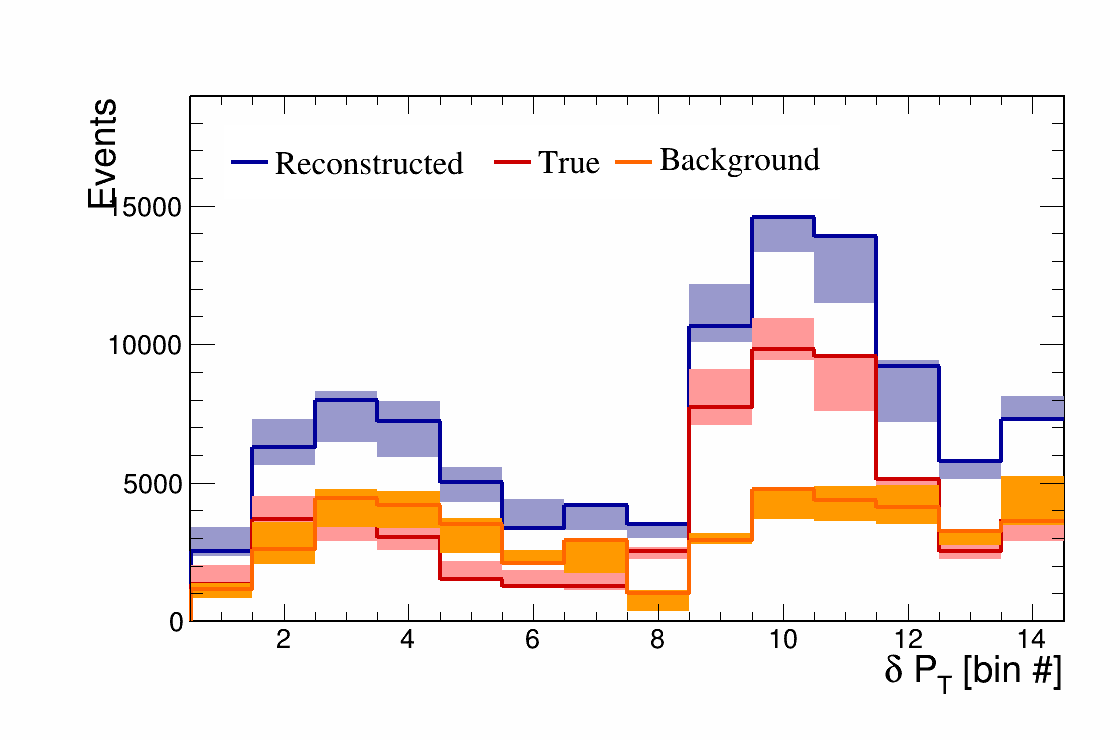 Events
Reconstructed True Background
15000
10000
5000
0
2 4 6 8 10 12 14
δ P_T [bin #]